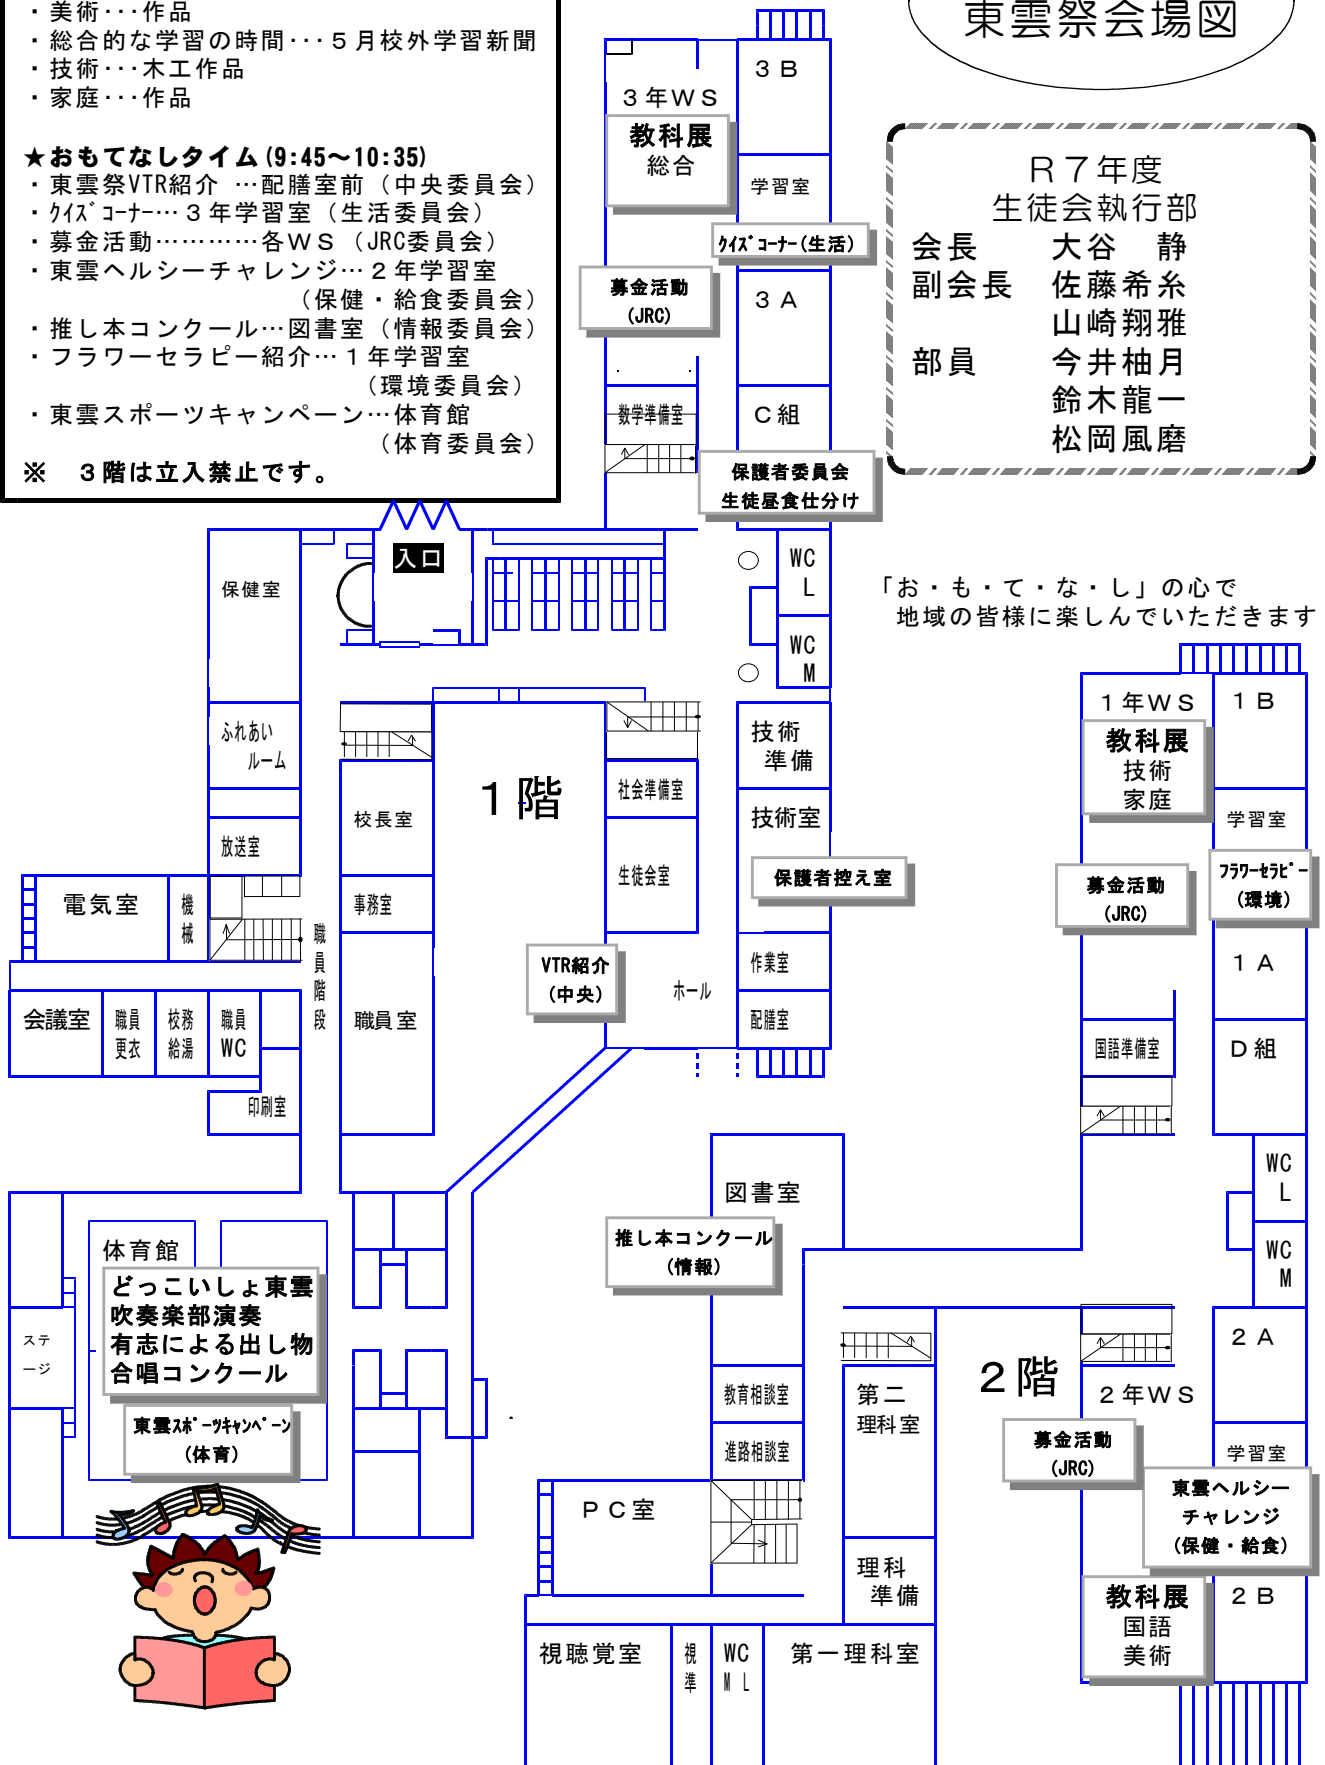 ・美術･･･作品
・総合的な学習の時間･･･５月校外学習新聞
・技術･･･木工作品
・家庭･･･作品
★おもてなしタイム(9:45～10:35)
・東雲祭VTR紹介 …配膳室前（中央委員会）
・ｸｲｽﾞｺｰﾅｰ…３年学習室（生活委員会）
・募金活動…………各ＷＳ（JRC委員会）
・東雲ヘルシーチャレンジ…２年学習室
（保健・給食委員会）
・推し本コンクール…図書室（情報委員会）
・フラワーセラピー紹介…１年学習室
（環境委員会）
・東雲スポーツキャンペーン…体育館
（体育委員会）
※　３階は立入禁止です。
東雲祭会場図
Ｒ７年度
生徒会執行部
会長　大谷　静
副会長　佐藤希糸
山崎翔雅
部員　今井柚月
鈴木龍一
松岡風磨
「お・も・て・な・し」の心で
地域の皆様に楽しんでいただきます
３Ｂ
３年ＷＳ
教科展
総合
学習室
ｸｲｽﾞｺｰﾅｰ(生活)
募金活動
(JRC)
３Ａ
数学準備室
Ｃ組
保護者委員会
生徒昼食仕分け
入口
保健室
WC
L
WC
M
ふれあい
ルーム
技術
準備
１階
社会準備室
校長室
技術室
放送室
生徒会室
保護者控え室
電気室
機械
事務室
職員階段
VTR紹介
(中央)
作業室
ホール
会議室
職員
更衣
校務
給湯
職員
WC
職員室
配膳室
印刷室
体育館
どっこいしょ東雲
吹奏楽部演奏
有志による出し物
合唱コンクール
ステ
ージ
東雲ｽﾎﾟｰﾂｷｬﾝﾍﾟｰﾝ
(体育)
１年ＷＳ
１Ｂ
教科展
技術
家庭
学習室
募金活動
(JRC)
ﾌﾗﾜｰｾﾗﾋﾟｰ
(環境)
１Ａ
国語準備室
Ｄ組
WC
L
WC
M
図書室
推し本コンクール
(情報)
２階
２Ａ
教育相談室
第二
理科室
２年ＷＳ
進路相談室
募金活動
(JRC)
学習室
東雲ヘルシー
チャレンジ
(保健・給食)
ＰＣ室
理科
準備
教科展
国語
美術
２Ｂ
視聴覚室
視準
WC
M L
第一理科室